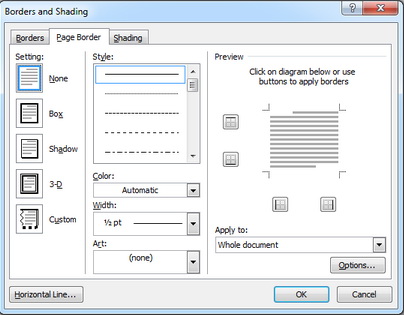 Borders and Shading
Borders
Page Border
Shading
Setting:
None
Box
Shadow
3-D
Custom
Style:
Color:
Automatic
Width:
½ pt
Art:
(none)
Preview
Click on diagram below or use
buttons to apply borders
Apply to:
Whole document
Options...
Horizontal Line...
OK
Cancel